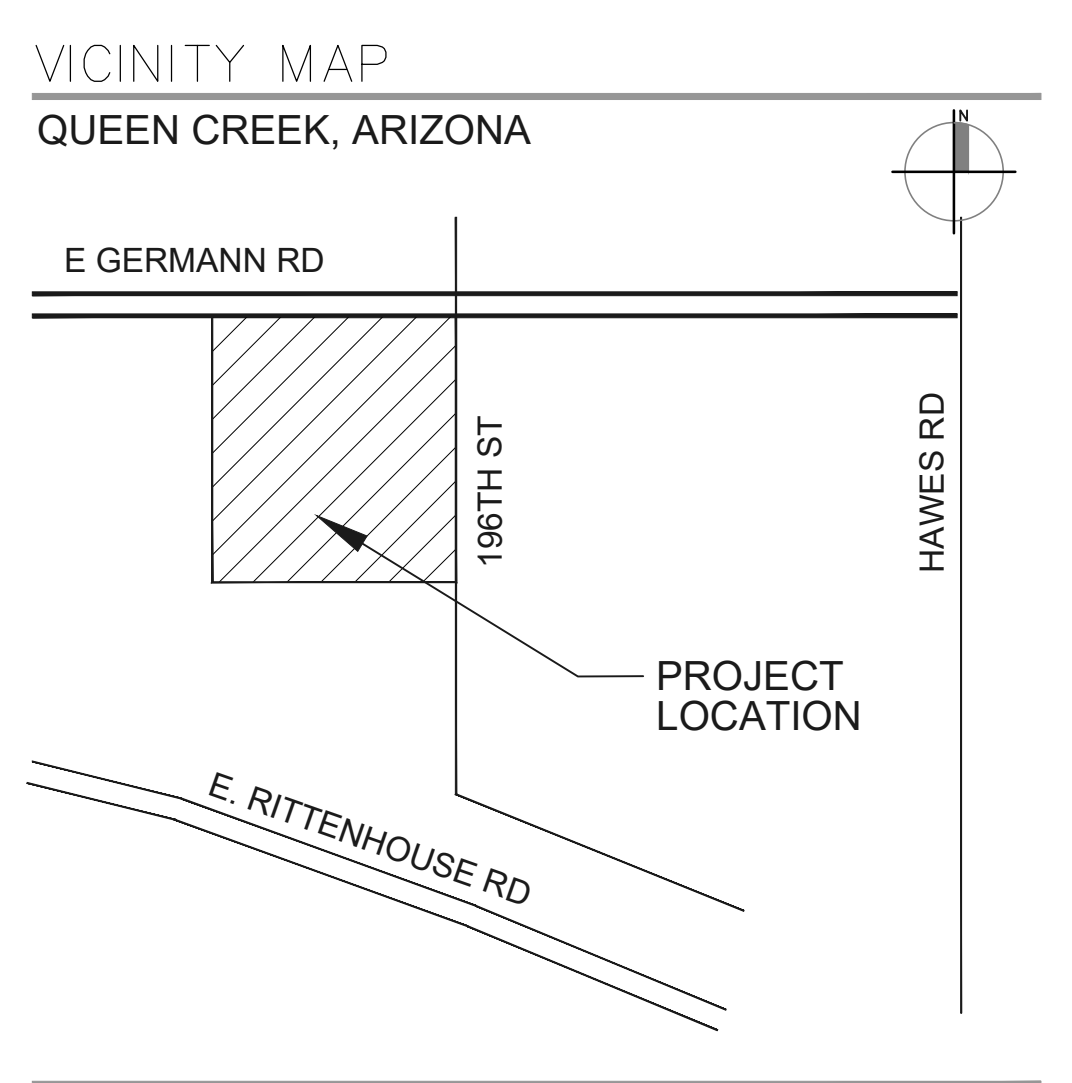 VICINITY MAP
QUEEN CREEK, ARIZONA
N
E GERMANN RD
196TH ST
HAWES RD
PROJECT
LOCATION
E. RITTENHOUSE RD